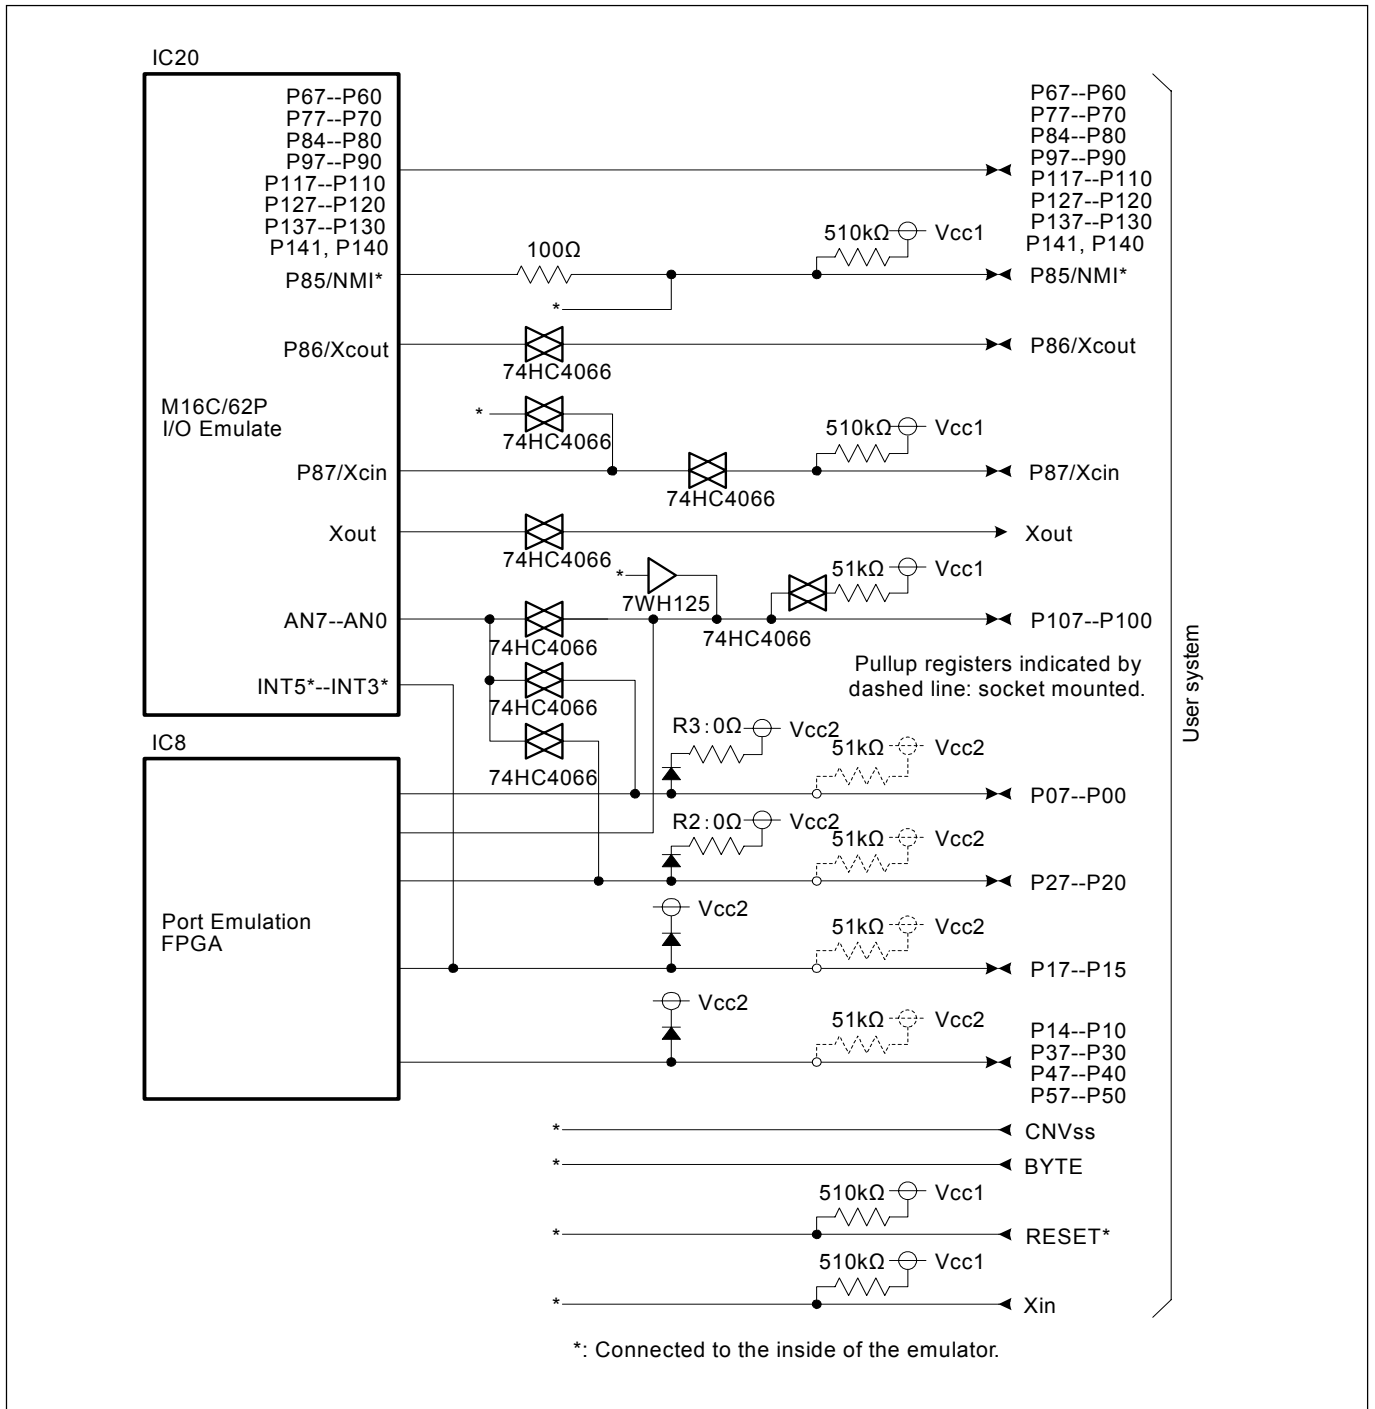 IC20
P67--P60
P77--P70
P84--P80
P97--P90
P117--P110
P127--P120
P137--P130
P141, P140
P85/NMI*
P86/Xcout
M16C/62P
I/O Emulate
P87/Xcin
Xout
AN7--AN0
INT5*--INT3*
IC8
Port Emulation
FPGA
100Ω
*
74HC4066
*
74HC4066
74HC4066
74HC4066
*
7WH125
74HC4066
74HC4066
74HC4066
74HC4066
510kΩ
Vcc1
510kΩ
Vcc1
51kΩ
Vcc1
Pullup registers indicated by
dashed line: socket mounted.
R3:0Ω
Vcc2
51kΩ
Vcc2
R2:0Ω
Vcc2
51kΩ
Vcc2
Vcc2
51kΩ
Vcc2
Vcc2
51kΩ
Vcc2
*
*
510kΩ
Vcc1
*
510kΩ
Vcc1
*
P67--P60
P77--P70
P84--P80
P97--P90
P117--P110
P127--P120
P137--P130
P141, P140
P85/NMI*
P86/Xcout
P87/Xcin
Xout
P107--P100
P07--P00
P27--P20
P17--P15
P14--P10
P37--P30
P47--P40
P57--P50
CNVss
BYTE
RESET*
Xin
User system
*: Connected to the inside of the emulator.